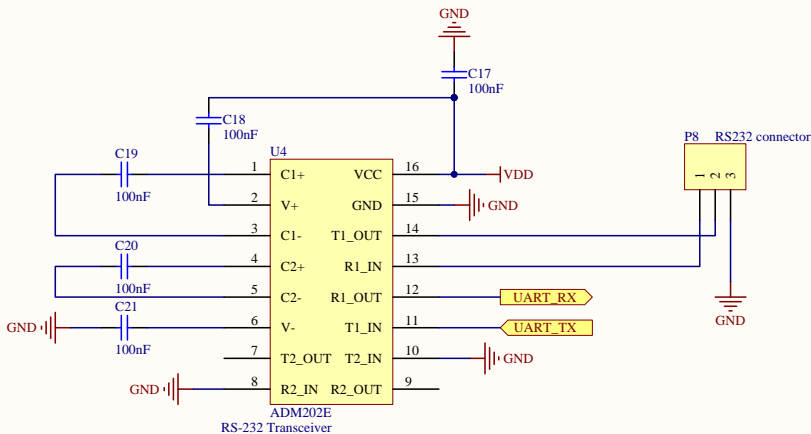 GND
C17
100nF
C18
100nF
P8 RS232 connector
1 2 3
GND
C19
100nF
C20
100nF
GND
C21
100nF
GND
U4
1 C1+ VCC 16
VDD
2 V+ GND 15
GND
3 C1- T1_OUT 14
4 C2+ R1_IN 13
5 C2- R1_OUT 12
UART_RX
6 V- T1_IN 11
UART_TX
7 T2_OUT T2_IN 10
GND
8 R2_IN R2_OUT 9
ADM202E
RS-232 Transceiver